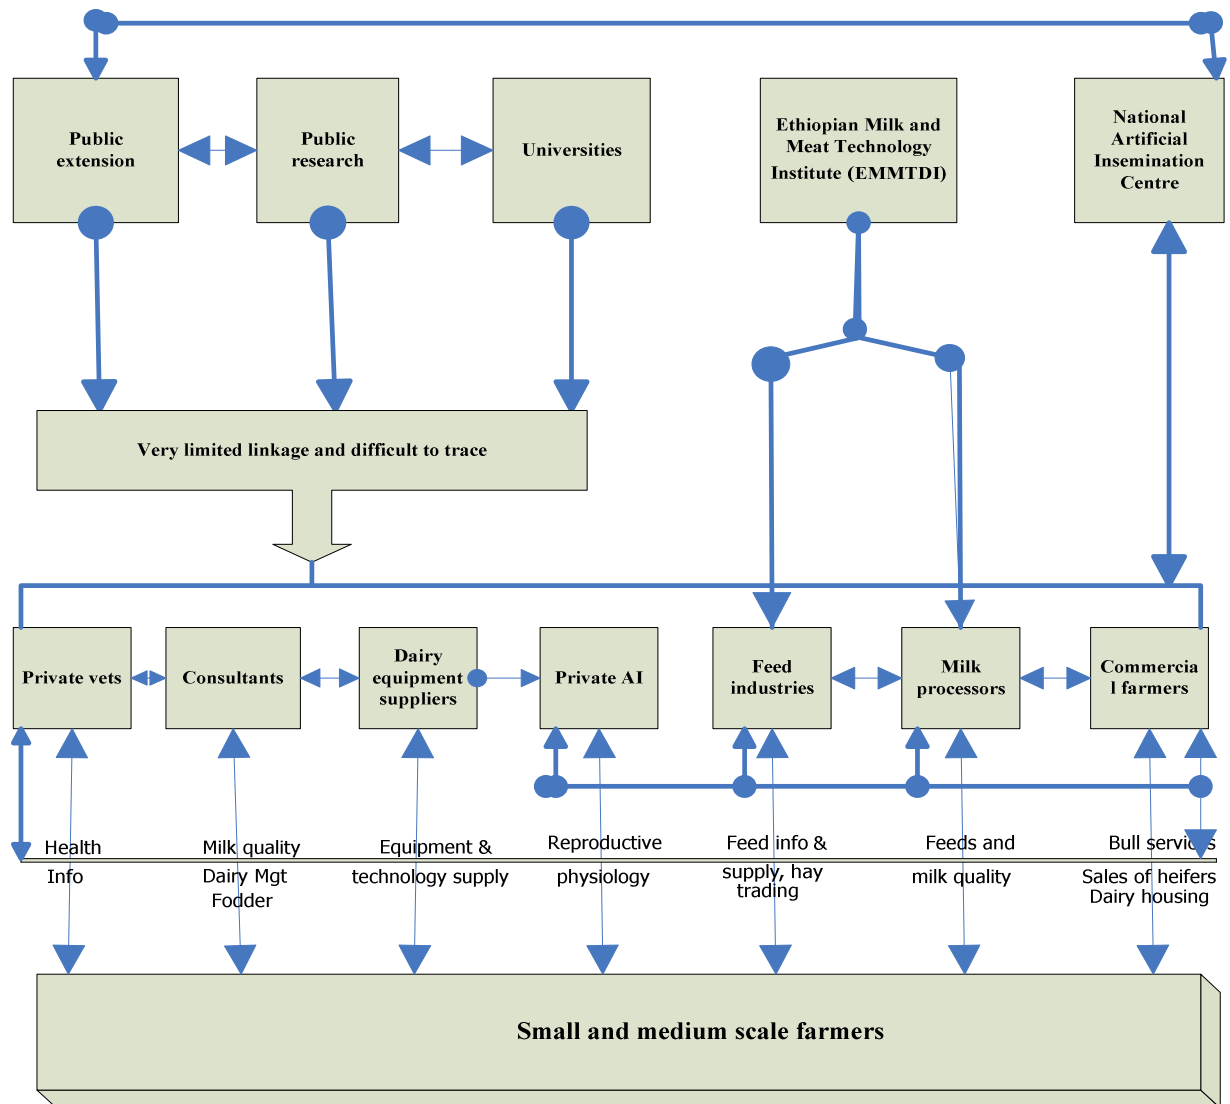 Public
extension
Public
research
Universities
Ethiopian Milk and
Meat Technology
Institute (EMMTDI)
National
Artificial
Insemination
Centre
Very limited linkage and difficult to trace
Private vets
Consultants
Dairy
equipment
suppliers
Private AI
Feed
industries
Milk
processors
Commercia
l farmers
Health
Info
Milk quality
Dairy Mgt
Fodder
Equipment &
technology supply
Reproductive
physiology
Feed info &
supply, hay
trading
Feeds and
milk quality
Bull services
Sales of heifers
Dairy housing
Small and medium scale farmers